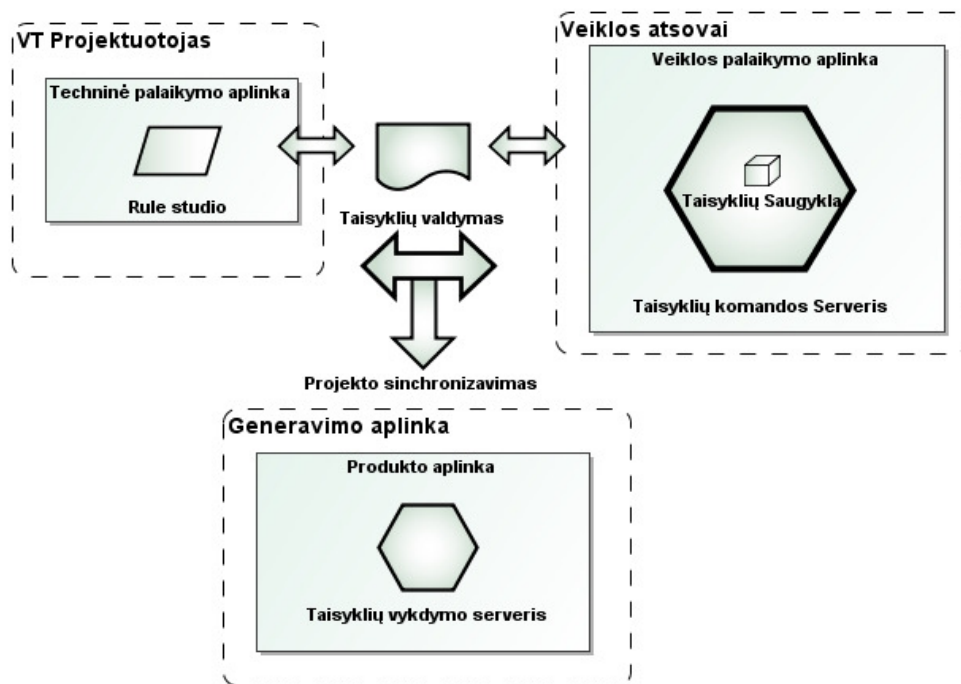 VT Projektuotojas
Techninė palaikymo aplinka
Rule studio
Taisyklių valdymas
Veiklos atsovai
Veiklos palaikymo aplinka
Taisyklių Saugykla
Taisyklių komandos Serveris
Projekto sinchronizavimas
Generavimo aplinka
Produkto aplinka
Taisyklių vykdymo serveris